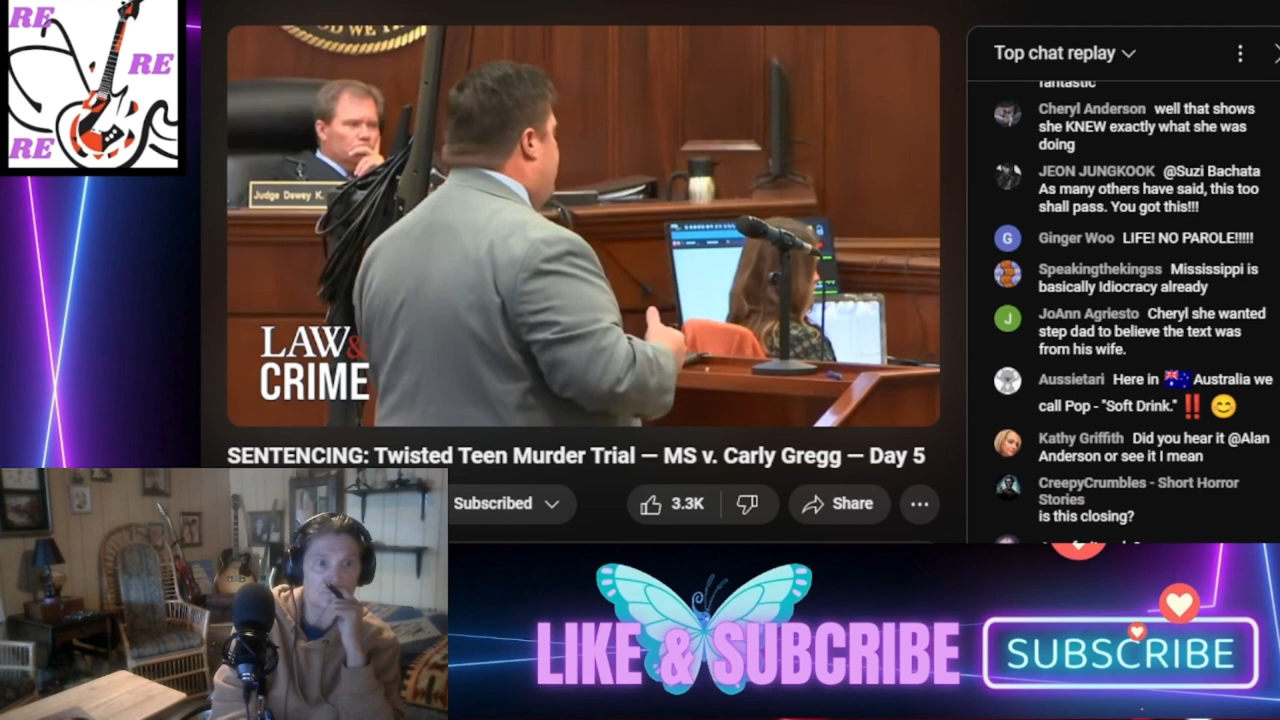 RE
RE
RE
OD WE
Judge Dewey K.
LAW&
CRIME
SENTENCING: Twisted Teen Murder Trial — MS v. Carly Gregg — Day 5
Subscribed
3.3K
Share
Top chat replay
fantastic
Cheryl Anderson well that shows
she KNEW exactly what she was
doing
JEON JUNGKOOK @Suzi Bachata
As many others have said, this too
shall pass. You got this!!!
G
Ginger Woo LIFE! NO PAROLE!!!!!
Speakingthekingss Mississippi is
basically Idiocracy already
J
JoAnn Agriesto Cheryl she wanted
step dad to believe the text was
from his wife.
Aussietari Here in 🇦🇺 Australia we
call Pop - "Soft Drink." ‼️ 😊
Kathy Griffith Did you hear it @Alan
Anderson or see it I mean
CreepyCrumbles - Short Horror
Stories
is this closing?
LIKE & SUBCRIBE
SUBSCRIBE